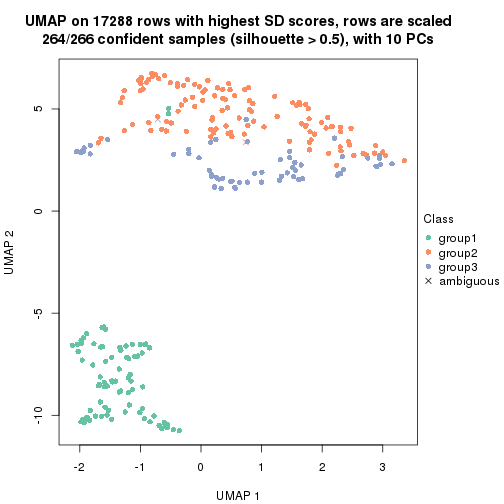 UMAP on 17288 rows with highest SD scores, rows are scaled
264/266 confident samples (silhouette > 0.5), with 10 PCs
5
0
-5
-10
UMAP 2
-2
-1
0
1
2
3
UMAP 1
Class
group1
group2
group3
ambiguous